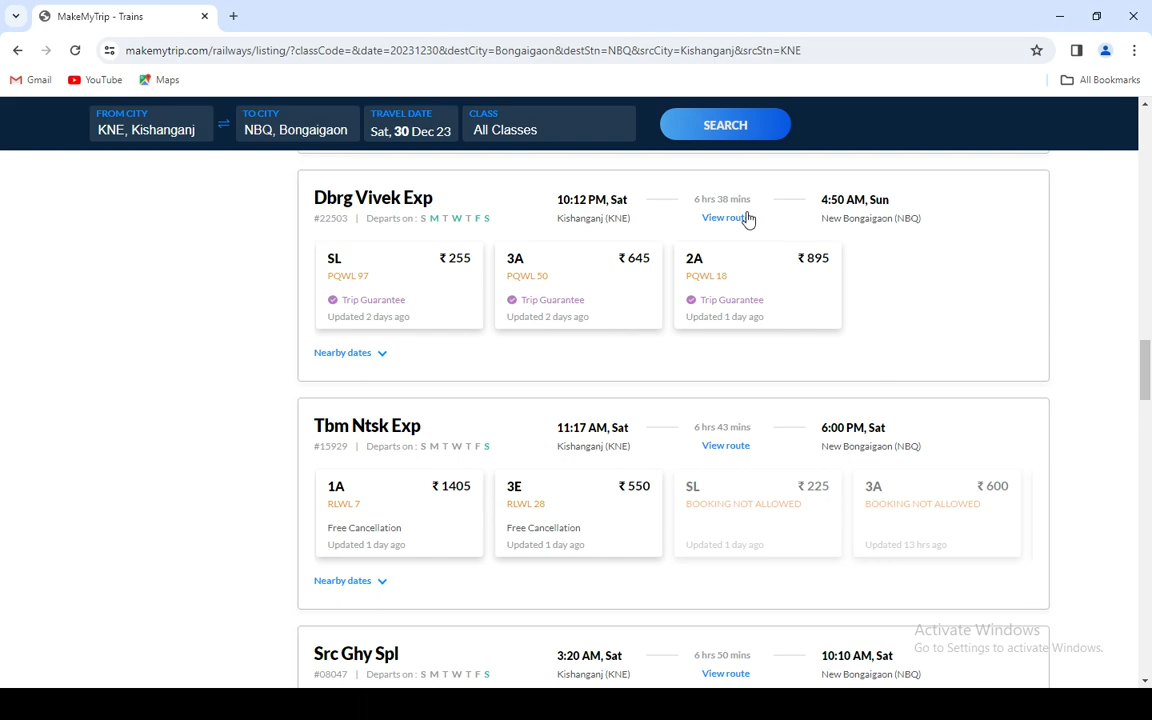 MakeMyTrip - Trains
makemytrip.com/railways/listing/?classCode=&date=20231230&destCity=Bongaigaon&destStn=NBQ&srcCity=Kishanganj&srcStn=KNE
Gmail YouTube Maps All Bookmarks
FROM CITY TO CITY TRAVEL DATE CLASS
KNE, Kishanganj NBQ, Bongaigaon Sat, 30 Dec 23 All Classes SEARCH
Dbrg Vivek Exp 10:12 PM, Sat 6 hrs 38 mins 4:50 AM, Sun
#22503 | Departs on : S M T W T F S Kishanganj (KNE) View route New Bongaigaon (NBQ)
SL ₹ 255 3A ₹ 645 2A ₹ 895
PQWL 97 PQWL 50 PQWL 18
Trip Guarantee Trip Guarantee Trip Guarantee
Updated 2 days ago Updated 2 days ago Updated 1 day ago
Nearby dates
Tbm Ntsk Exp 11:17 AM, Sat 6 hrs 43 mins 6:00 PM, Sat
#15929 | Departs on : S M T W T F S Kishanganj (KNE) View route New Bongaigaon (NBQ)
1A ₹ 1405 3E ₹ 550 SL ₹ 225 3A ₹ 600
RLWL 7 RLWL 28 BOOKING NOT ALLOWED BOOKING NOT ALLOWED
Free Cancellation Free Cancellation
Updated 1 day ago Updated 1 day ago Updated 1 day ago Updated 13 hrs ago
Nearby dates
Activate Windows
Go to Settings to activate Windows.
Src Ghy Spl 3:20 AM, Sat 6 hrs 50 mins 10:10 AM, Sat
#08047 | Departs on : S M T W T F S Kishanganj (KNE) View route New Bongaigaon (NBQ)